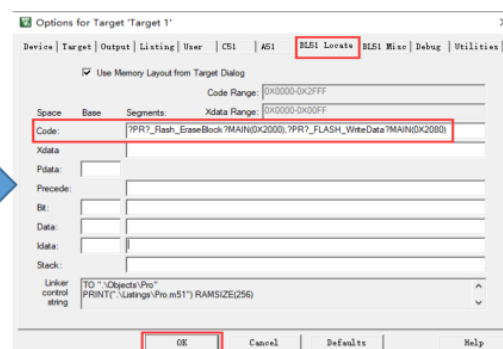 Options for Target 'Target 1'
Device | Target | Output | Listing | User | C51 | A51 | BL51 Locate | BL51 Misc | Debug | Utilities
Use Memory Layout from Target Dialog
Code Range: 0X0000-0X2FFF
Space Base Segments: Xdata Range: 0X0000-0X00FF
Code: ?PR?_Flash_EraseBlock?MAIN(0X2000),?PR?_FLASH_WriteData?MAIN(0X2080)
Xdata
Pdata:
Precede:
Bit:
Data:
Idata:
Stack:
Linker control string
TO ".\Objects\Pro"
PRINT(".\Listings\Pro.m51") RAMSIZE(256)
OK Cancel Defaults Help